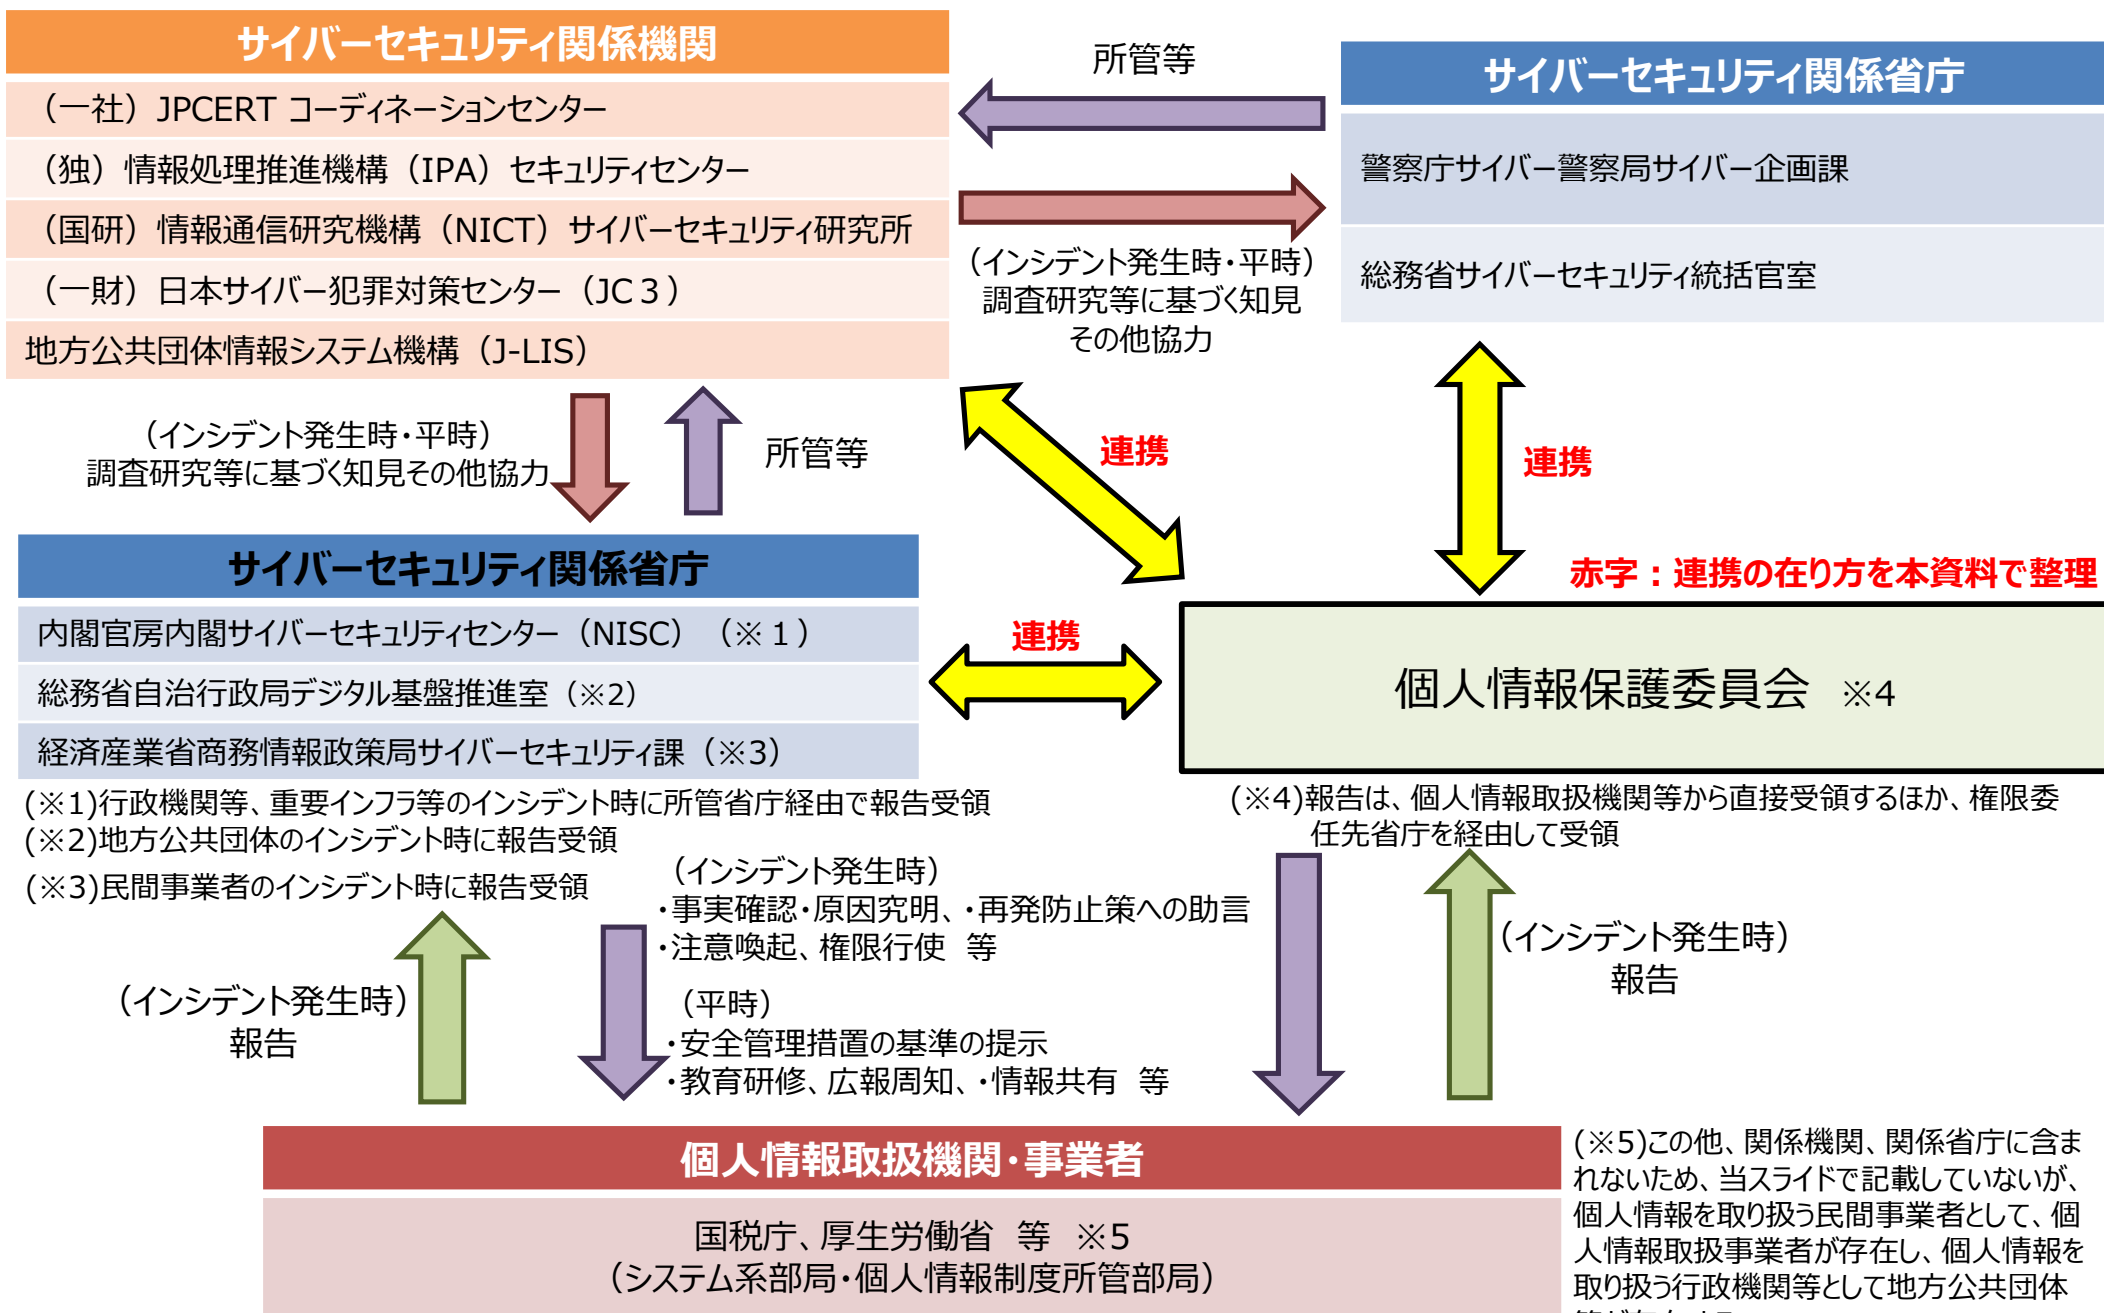 サイバーセキュリティ関係機関
（一社）JPCERT コーディネーションセンター
（独）情報処理推進機構（IPA）セキュリティセンター
（国研）情報通信研究機構（NICT）サイバーセキュリティ研究所
（一財）日本サイバー犯罪対策センター（JC３）
地方公共団体情報システム機構（J-LIS）
所管等
（インシデント発生時・平時）
調査研究等に基づく知見
その他協力
サイバーセキュリティ関係省庁
警察庁サイバー警察局サイバー企画課
総務省サイバーセキュリティ統括官室
（インシデント発生時・平時）
調査研究等に基づく知見その他協力
所管等
連携
連携
赤字：連携の在り方を本資料で整理
サイバーセキュリティ関係省庁
内閣官房内閣サイバーセキュリティセンター（NISC）（※１）
総務省自治行政局デジタル基盤推進室（※2）
経済産業省商務情報政策局サイバーセキュリティ課（※3）
連携
個人情報保護委員会 ※4
(※1)行政機関等、重要インフラ等のインシデント時に所管省庁経由で報告受領
(※2)地方公共団体のインシデント時に報告受領
(※3)民間事業者のインシデント時に報告受領
(※4)報告は、個人情報取扱機関等から直接受領するほか、権限委
任先省庁を経由して受領
（インシデント発生時）
報告
（インシデント発生時）
・事実確認・原因究明、・再発防止策への助言
・注意喚起、権限行使 等
（平時）
・安全管理措置の基準の提示
・教育研修、広報周知、・情報共有 等
（インシデント発生時）
報告
個人情報取扱機関・事業者
国税庁、厚生労働省 等 ※5
（システム系部局・個人情報制度所管部局）
(※5)この他、関係機関、関係省庁に含ま
れないため、当スライドで記載していないが、
個人情報を取り扱う民間事業者として、個
人情報取扱事業者が存在し、個人情報を
取り扱う行政機関等として地方公共団体